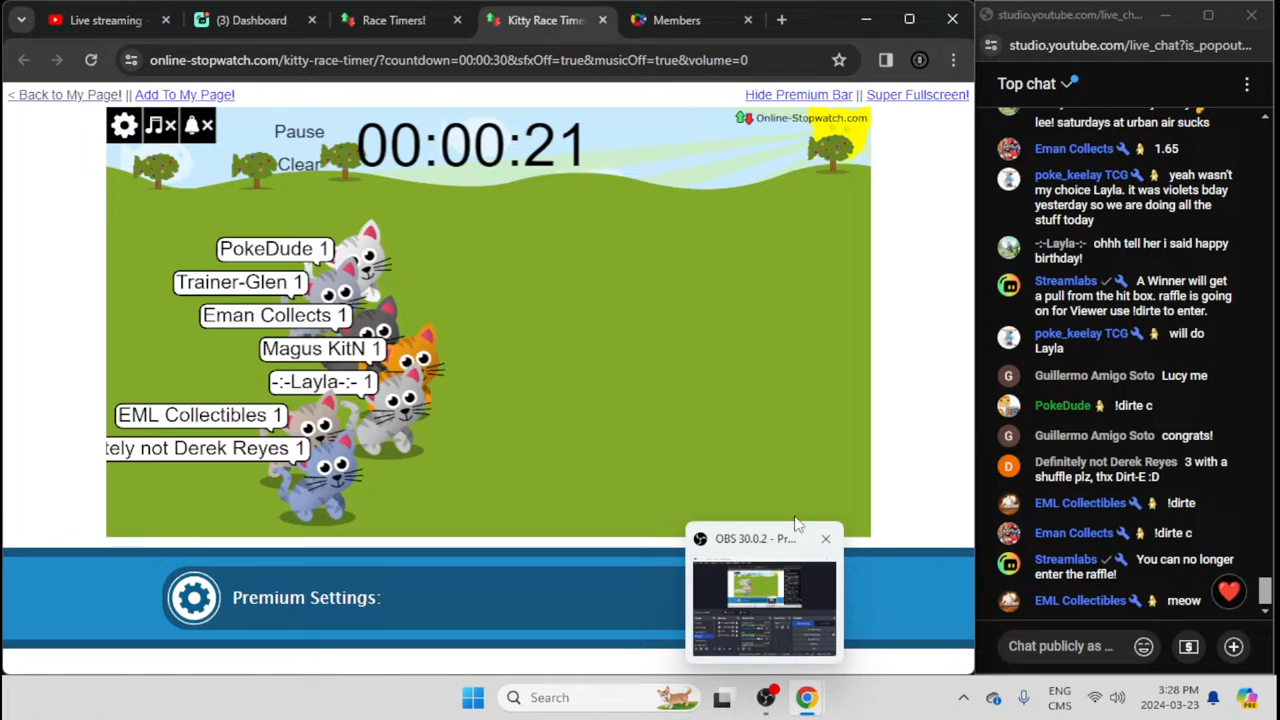 Live streaming
(3) Dashboard
Race Timers!
Kitty Race Time
Members
online-stopwatch.com/kitty-race-timer/?countdown=00:00:30&sfxOff=true&musicOff=true&volume=0
< Back to My Page! || Add To My Page!
Hide Premium Bar || Super Fullscreen!
Pause
Clear
00:00:21
Online-Stopwatch.com
PokeDude 1
Trainer-Glen 1
Eman Collects 1
Magus KitN 1
-:-Layla-:- 1
EML Collectibles 1
tely not Derek Reyes 1
OBS 30.0.2 - Pr...
Premium Settings:
studio.youtube.com/live_ch...
studio.youtube.com/live_chat?is_popout...
Top chat
lee! saturdays at urban air sucks
Eman Collects 1.65
poke_keelay TCG yeah wasn't
my choice Layla. it was violets bday
yesterday so we are doing all the
stuff today
-:-Layla-:- ohhh tell her i said happy
birthday!
Streamlabs A Winner will get
a pull from the hit box. raffle is going
on for Viewer use !dirte to enter.
poke_keelay TCG will do
Layla
G Guillermo Amigo Soto Lucy me
PokeDude !dirte c
G Guillermo Amigo Soto congrats!
D Definitely not Derek Reyes 3 with a
shuffle plz, thx Dirt-E :D
EML Collectibles !dirte
Eman Collects !dirte c
Streamlabs You can no longer
enter the raffle!
EML Collectibles meow
Chat publicly as ...
Search
ENG
CMS
3:28 PM
2024-03-23
PRE